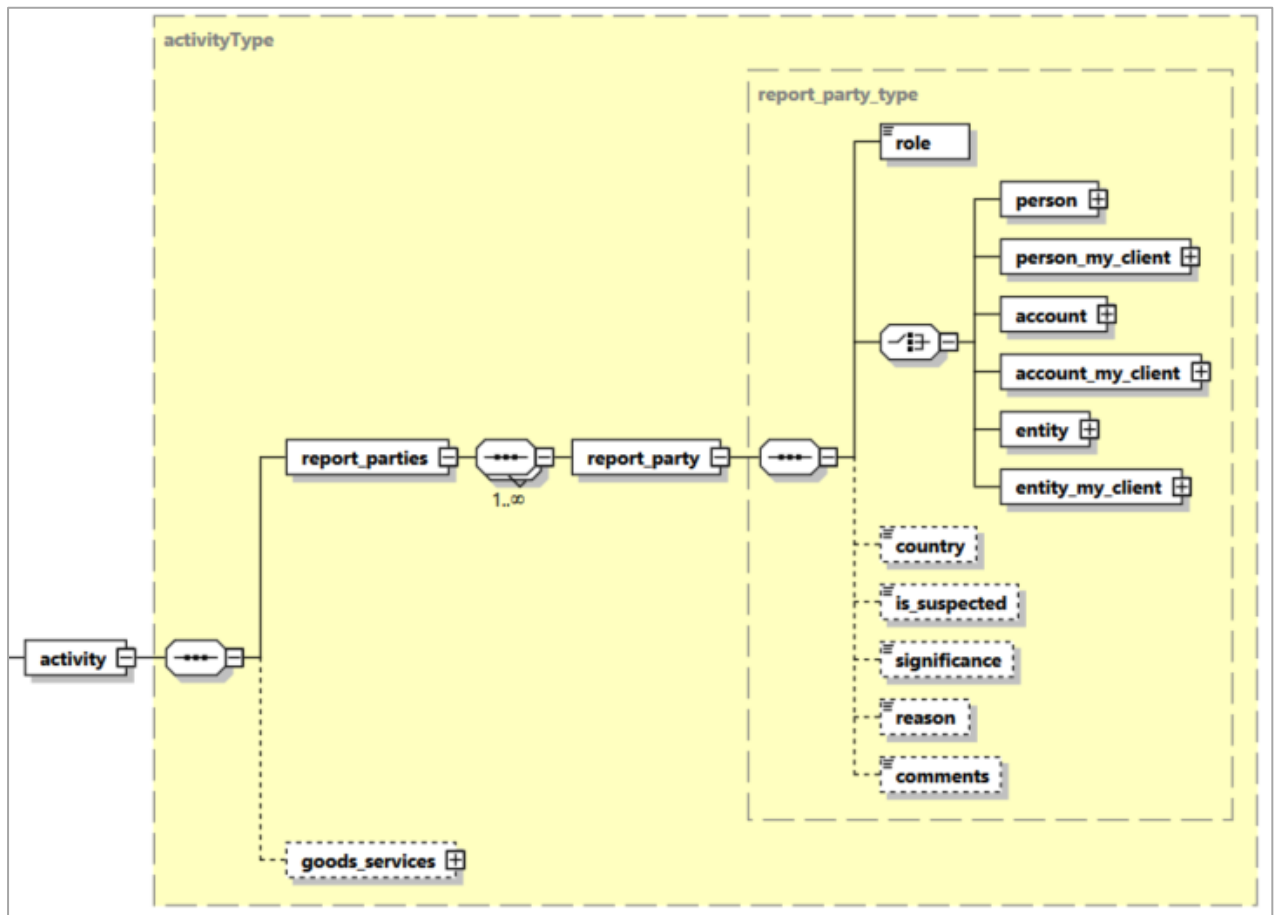 activityType
report_party_type
role
person
person_my_client
account
account_my_client
entity
entity_my_client
report_parties
1..∞
report_party
country
is_suspected
significance
reason
comments
activity
goods_services